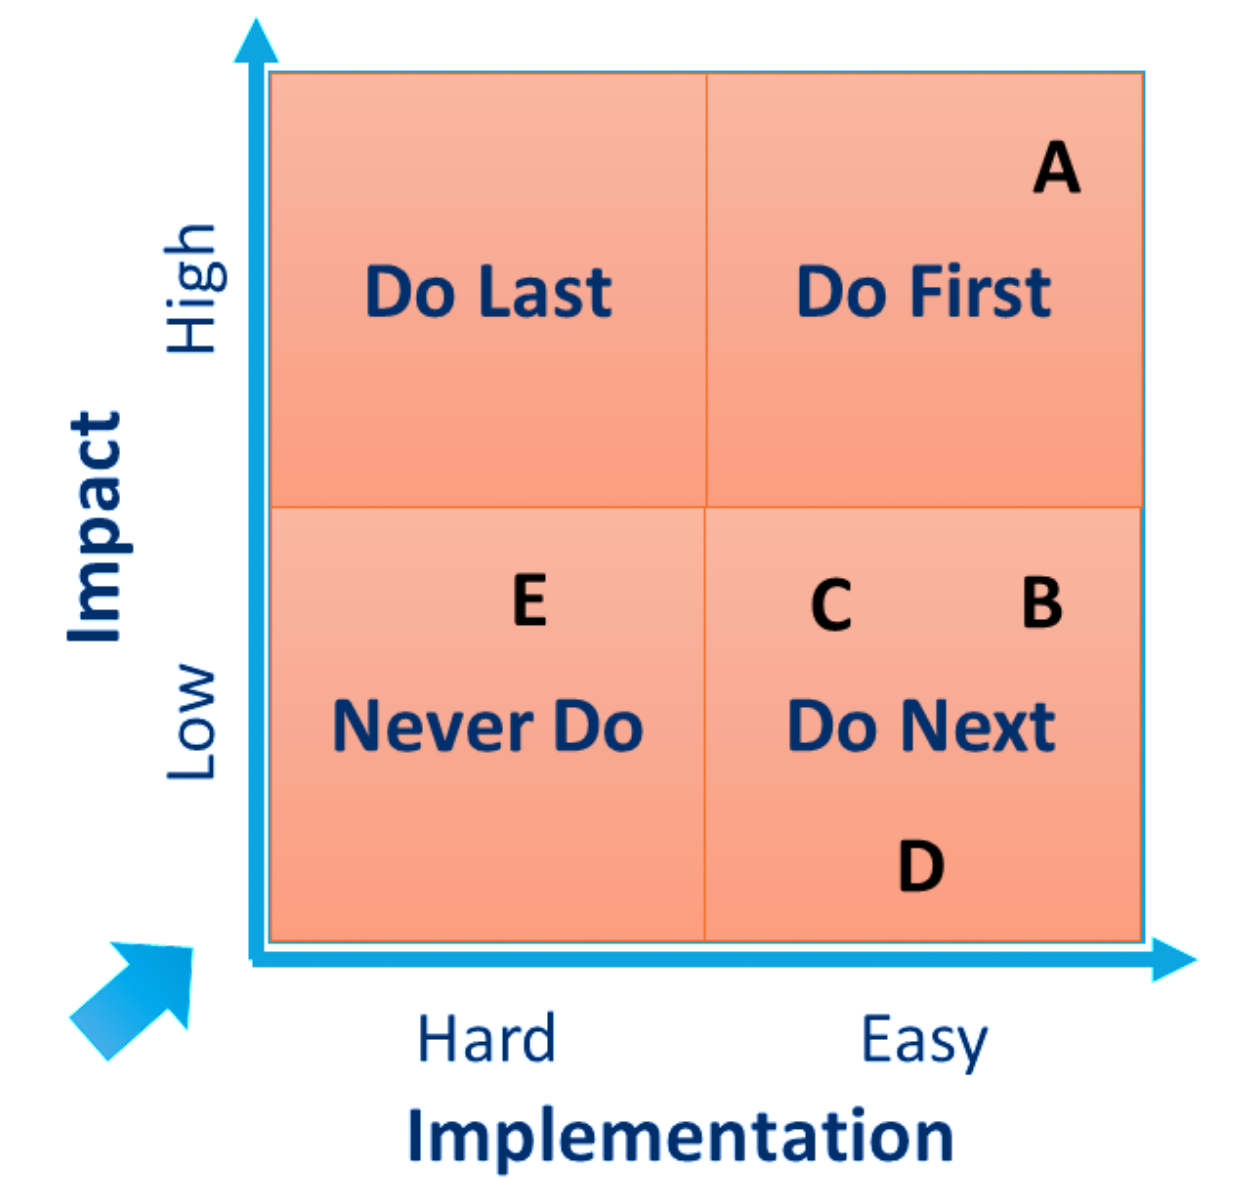 A
Do Last
Do First
High
Impact
E
C
B
Never Do
Do Next
Low
D
Hard
Easy
Implementation